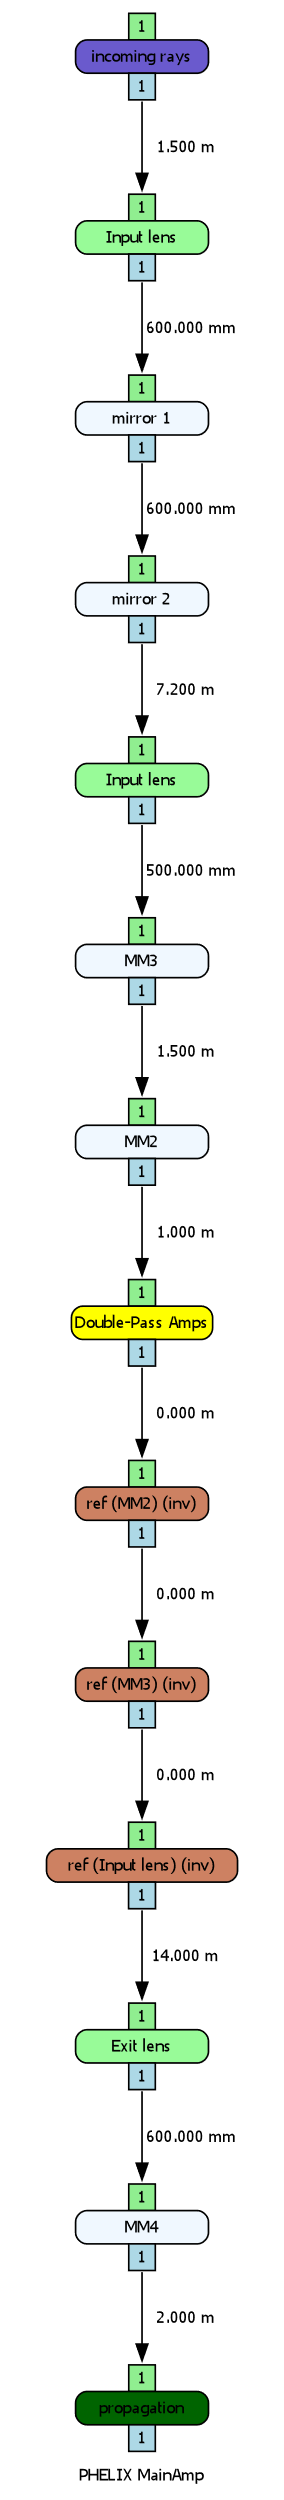 1
incoming rays
1
1.500 m
1
Input lens
1
600.000 mm
1
mirror 1
1
600.000 mm
1
mirror 2
1
7.200 m
1
Input lens
1
500.000 mm
1
MM3
1
1.500 m
1
MM2
1
1.000 m
1
Double-Pass Amps
1
0.000 m
1
ref (MM2) (inv)
1
0.000 m
1
ref (MM3) (inv)
1
0.000 m
1
ref (Input lens) (inv)
1
14.000 m
1
Exit lens
1
600.000 mm
1
MM4
1
2.000 m
1
propagation
1
PHELIX MainAmp